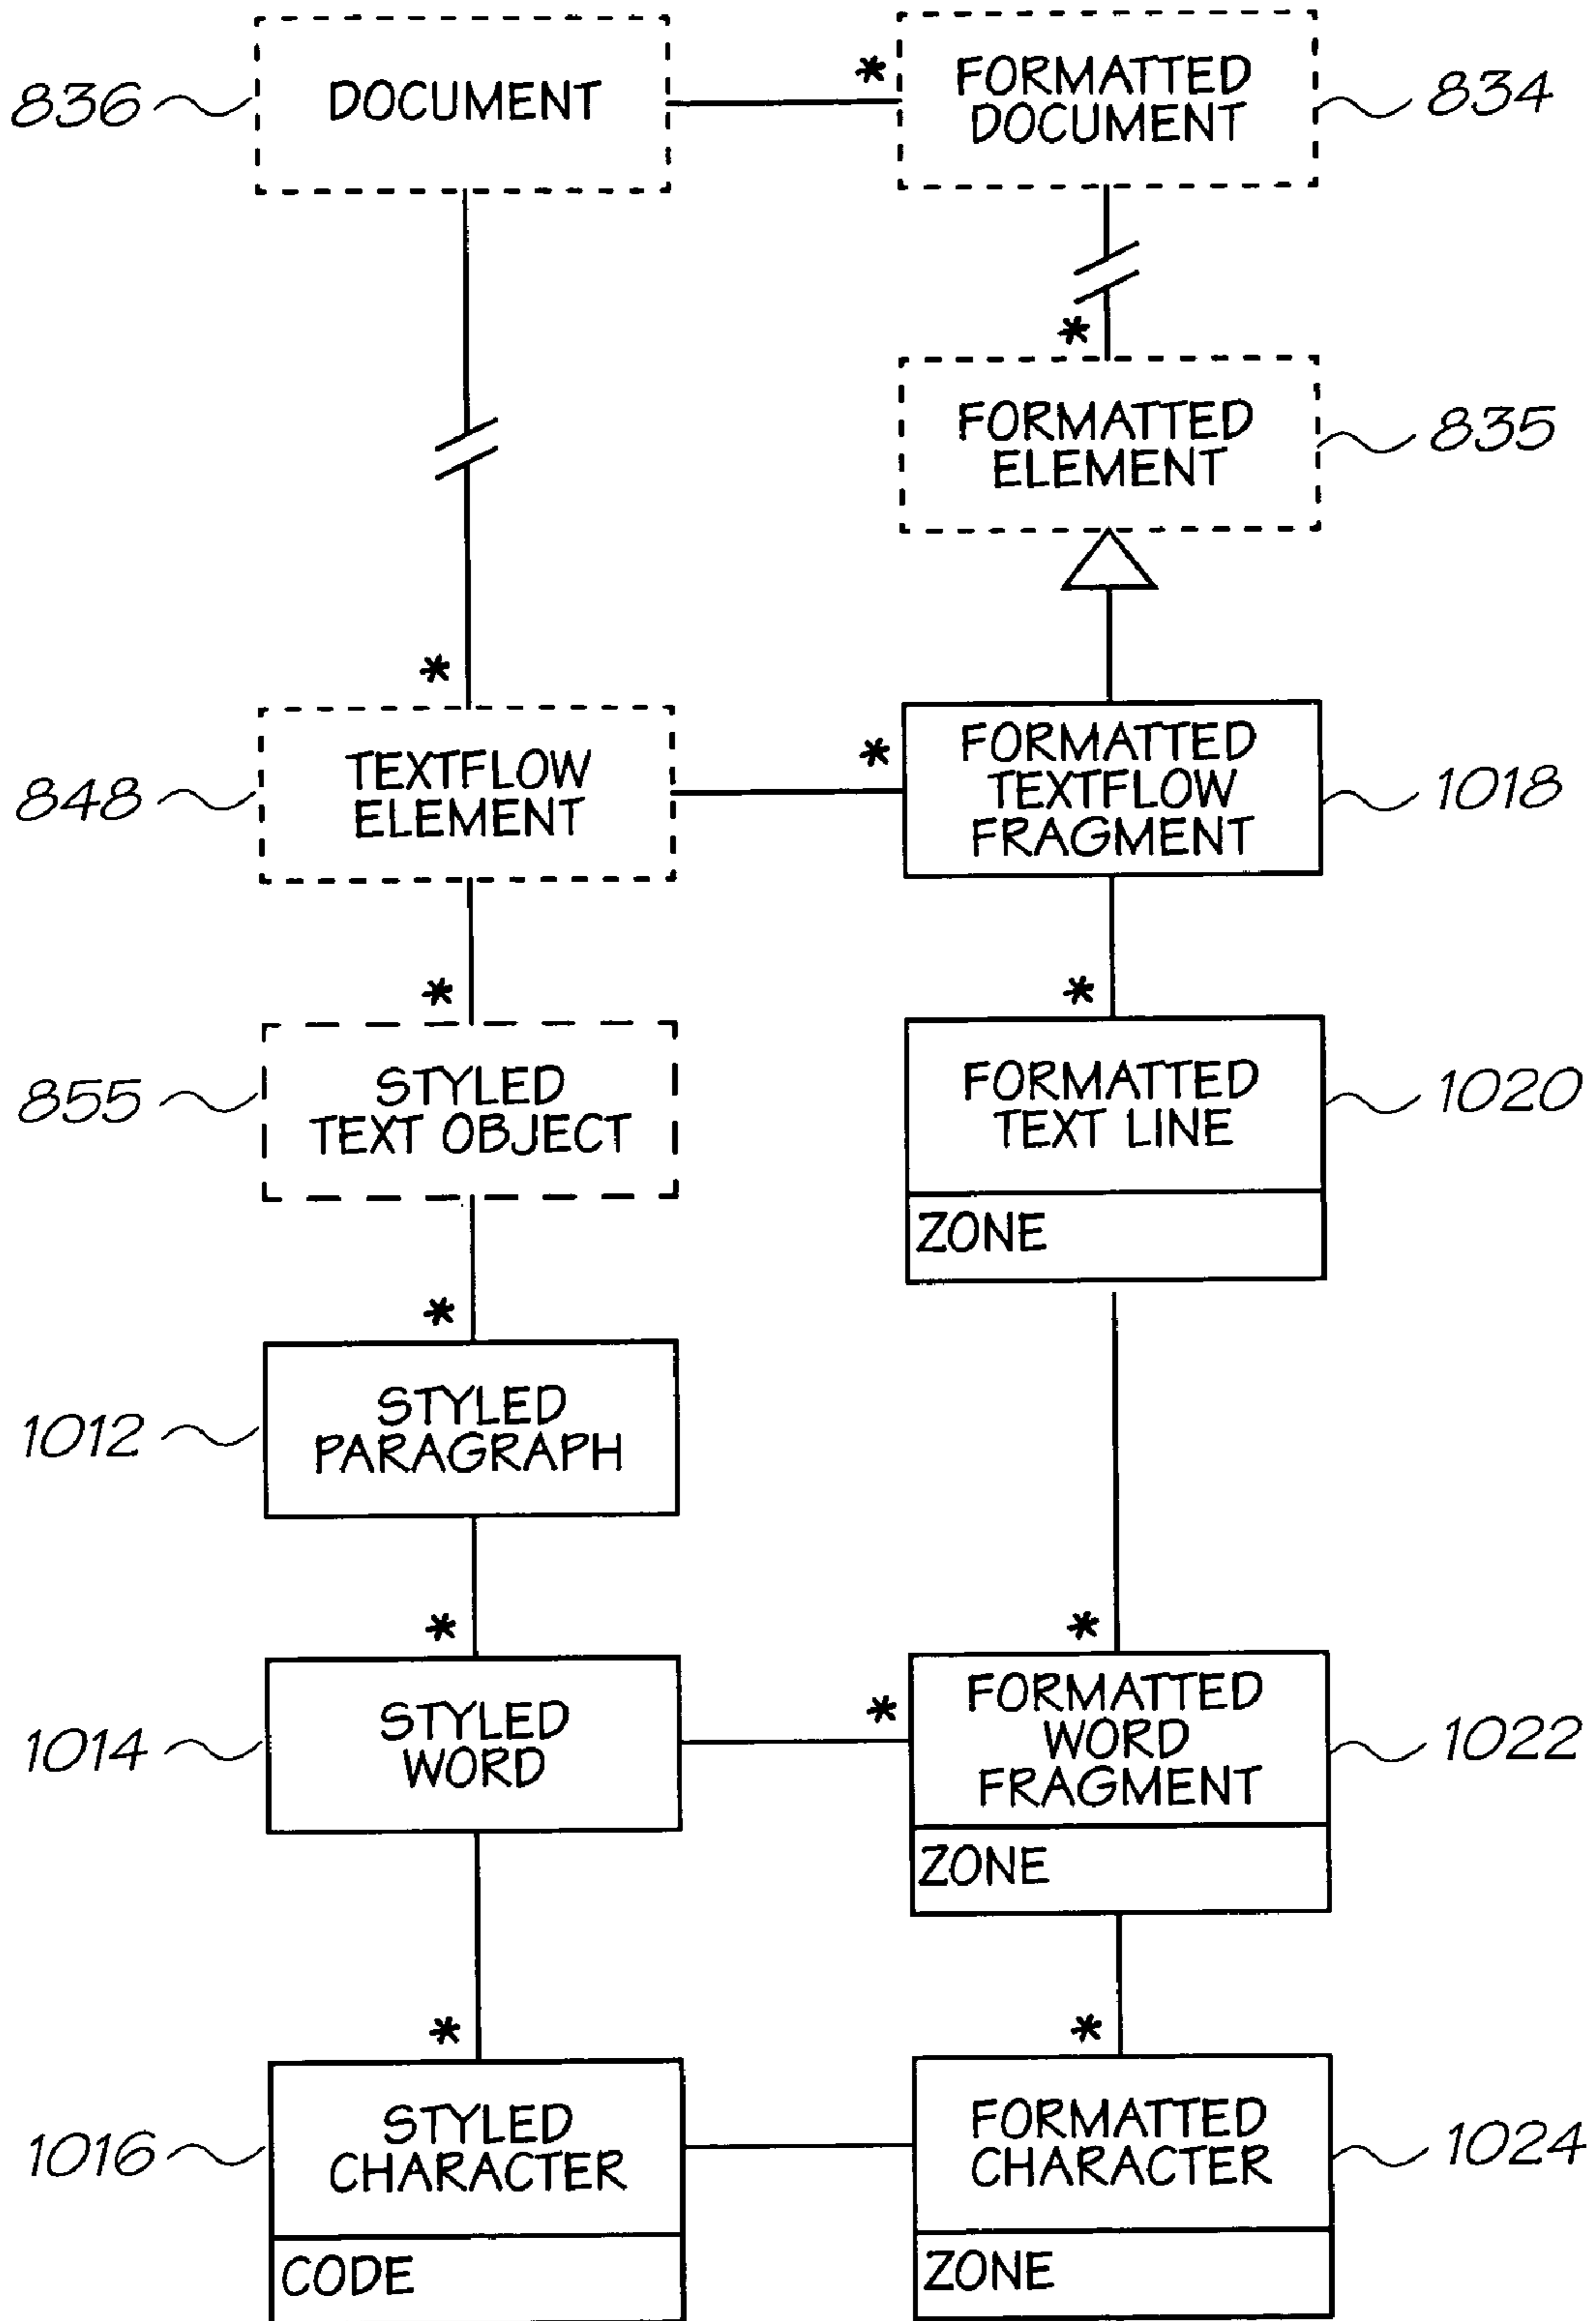 836
DOCUMENT
*
FORMATTED
DOCUMENT
834
*
FORMATTED
ELEMENT
835
*
TEXTFLOW
ELEMENT
848
*
FORMATTED
TEXTFLOW
FRAGMENT
1018
*
STYLED
TEXT OBJECT
855
*
FORMATTED
TEXT LINE
1020
ZONE
*
STYLED
PARAGRAPH
1012
*
STYLED
WORD
1014
*
*
FORMATTED
WORD
FRAGMENT
1022
ZONE
*
STYLED
CHARACTER
1016
CODE
*
FORMATTED
CHARACTER
1024
ZONE